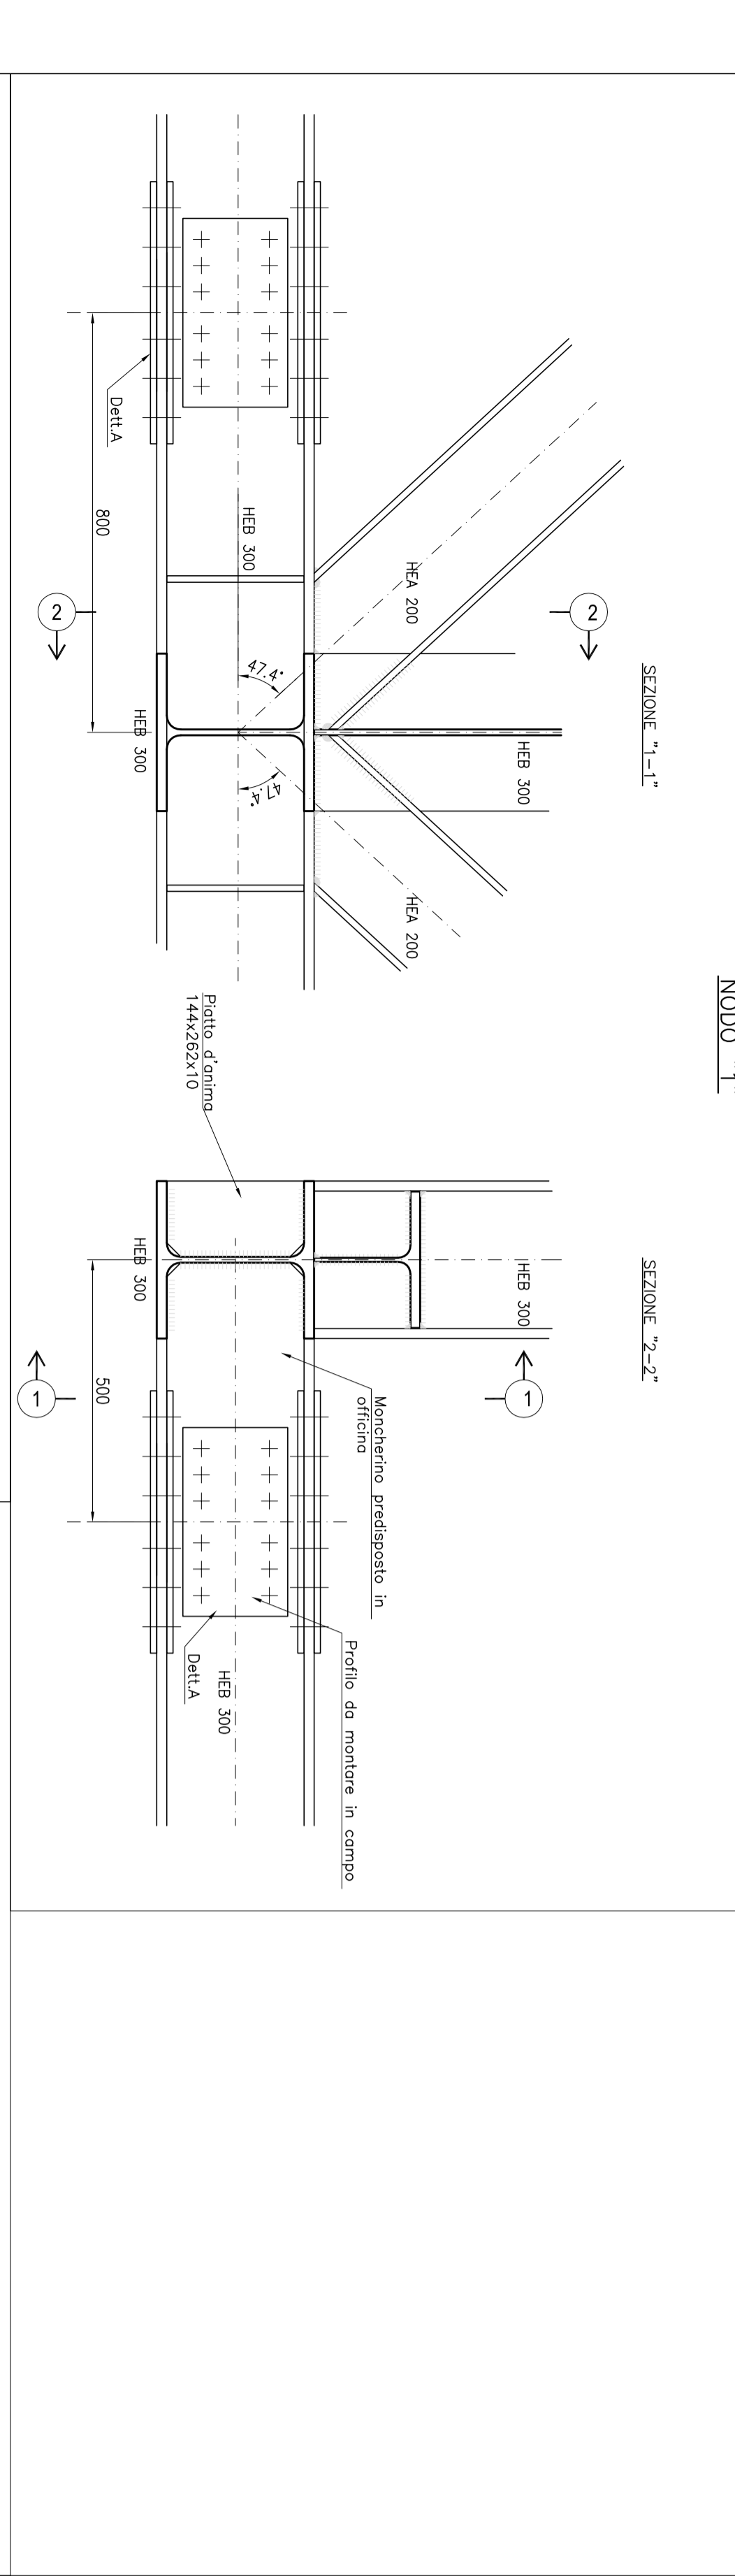 NODO "1"
SEZIONE "1-1"
2
2
HEA 200
HEB 300
HEB 300
HEA 200
47.4°
47.4°
HEB 300
Dett.A
800
SEZIONE "2-2"
HEB 300
1
1
Moncherino predisposto in
officina
Profilo da montare in campo
Piatto d'anima
144x262x10
HEB 300
HEB 300
Dett.A
500